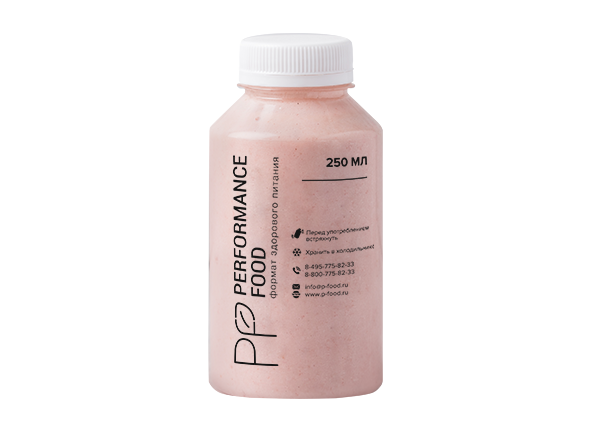 PF
PERFORMANCE
FOOD
формат здорового питания
250 МЛ
Перед употреблением
встряхнуть
Хранить в холодильнике!
8-495-775-82-33
8-800-775-82-33
info@p-food.ru
www.p-food.ru